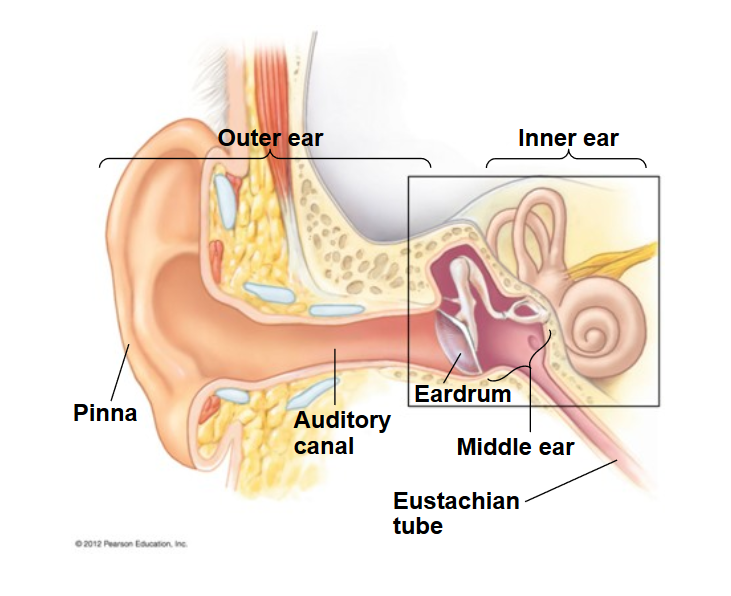 Outer ear
Inner ear
Pinna
Eardrum
Auditory
canal
Middle ear
Eustachian
tube
© 2012 Pearson Education, Inc.